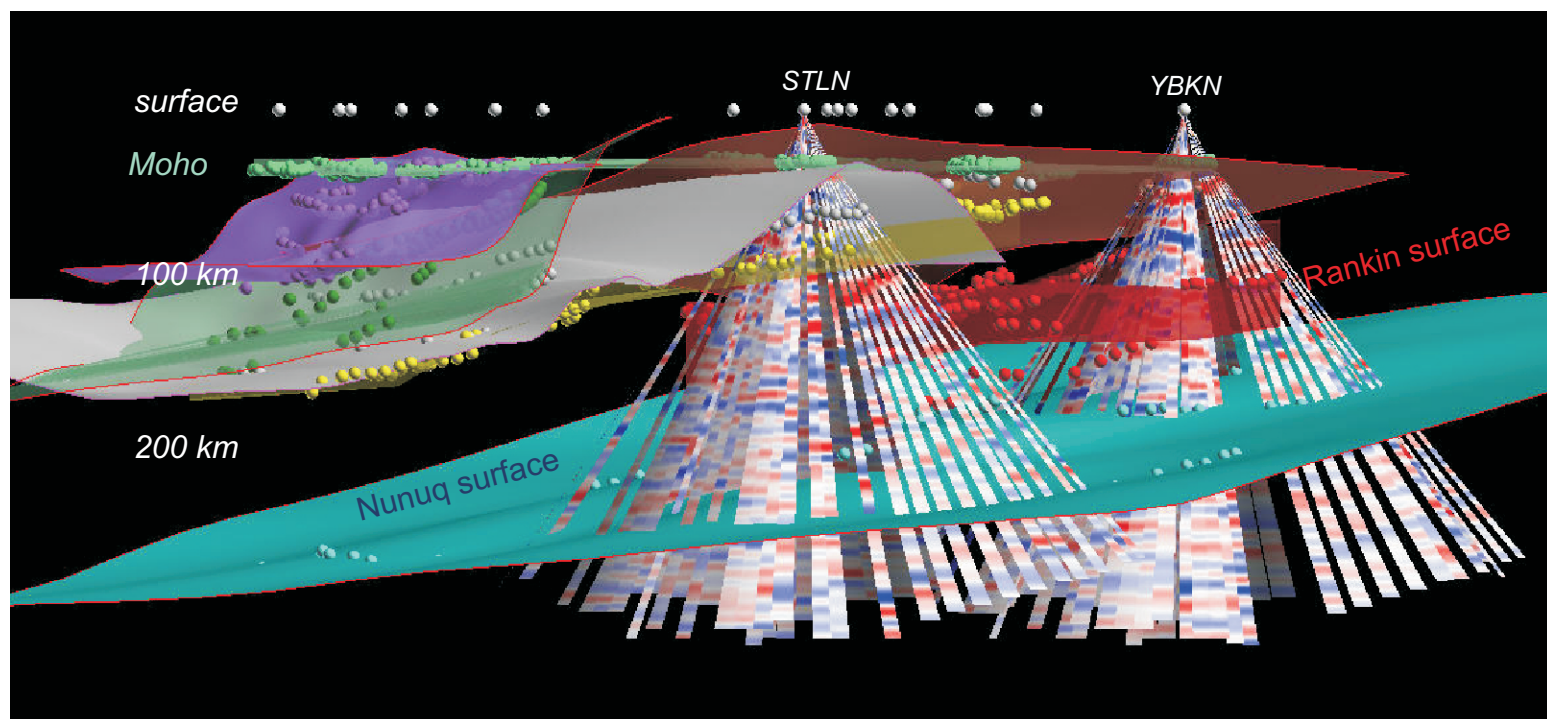 STLN
YBKN
surface
Moho
100 km
Rankin surface
200 km
Nunuq surface